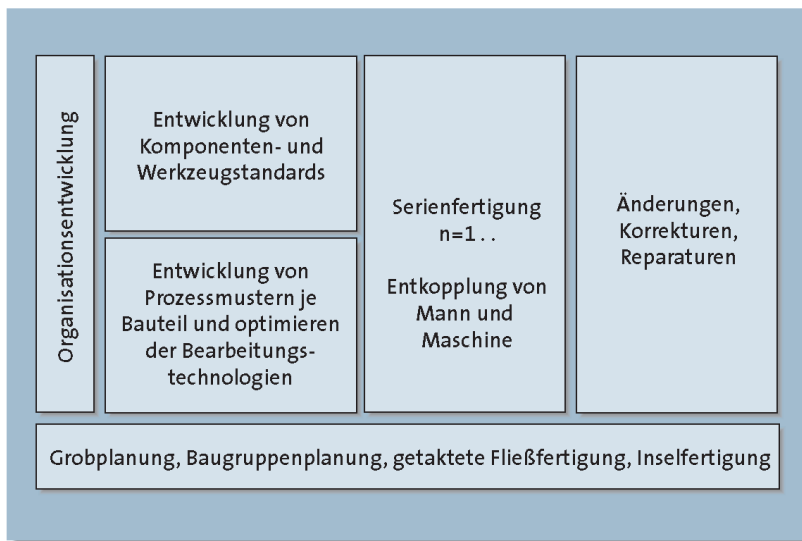 Organisationsentwicklung
Entwicklung von
Komponenten- und
Werkzeugstandards
Entwicklung von
Prozessmustern je
Bauteil und optimieren
der Bearbeitungs-
technologien
Serienfertigung
n=1 . .
Entkopplung von
Mann und
Maschine
Änderungen,
Korrekturen,
Reparaturen
Grobplanung, Baugruppenplanung, getaktete Fließfertigung, Inselfertigung